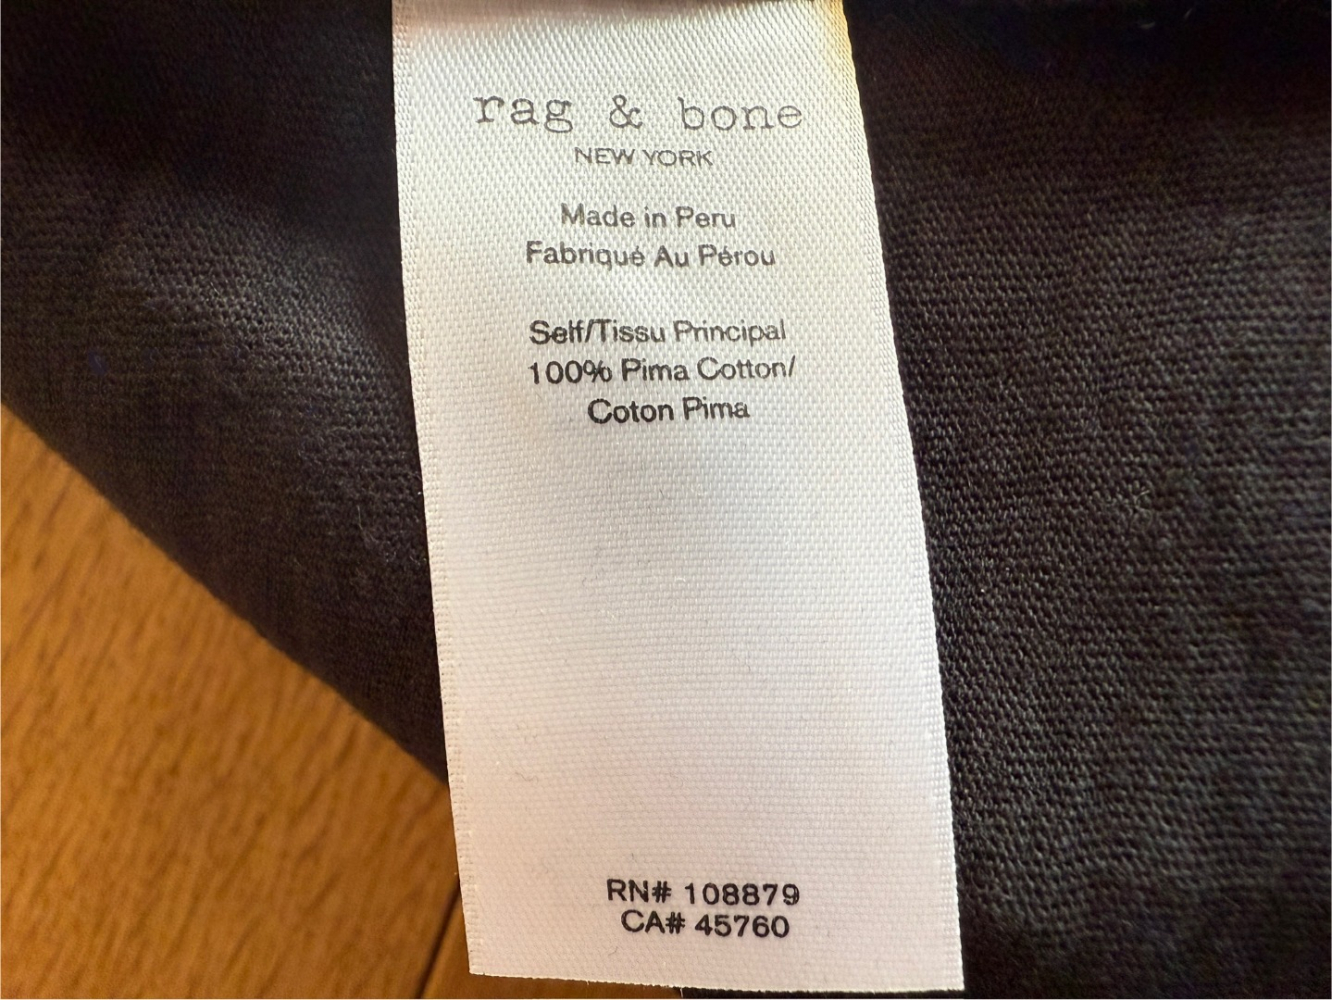 rag & bone
NEW YORK
Made in Peru
Fabriqué Au Pérou
Self/Tissu Principal
100% Pima Cotton/
Coton Pima
RN# 108879
CA# 45760